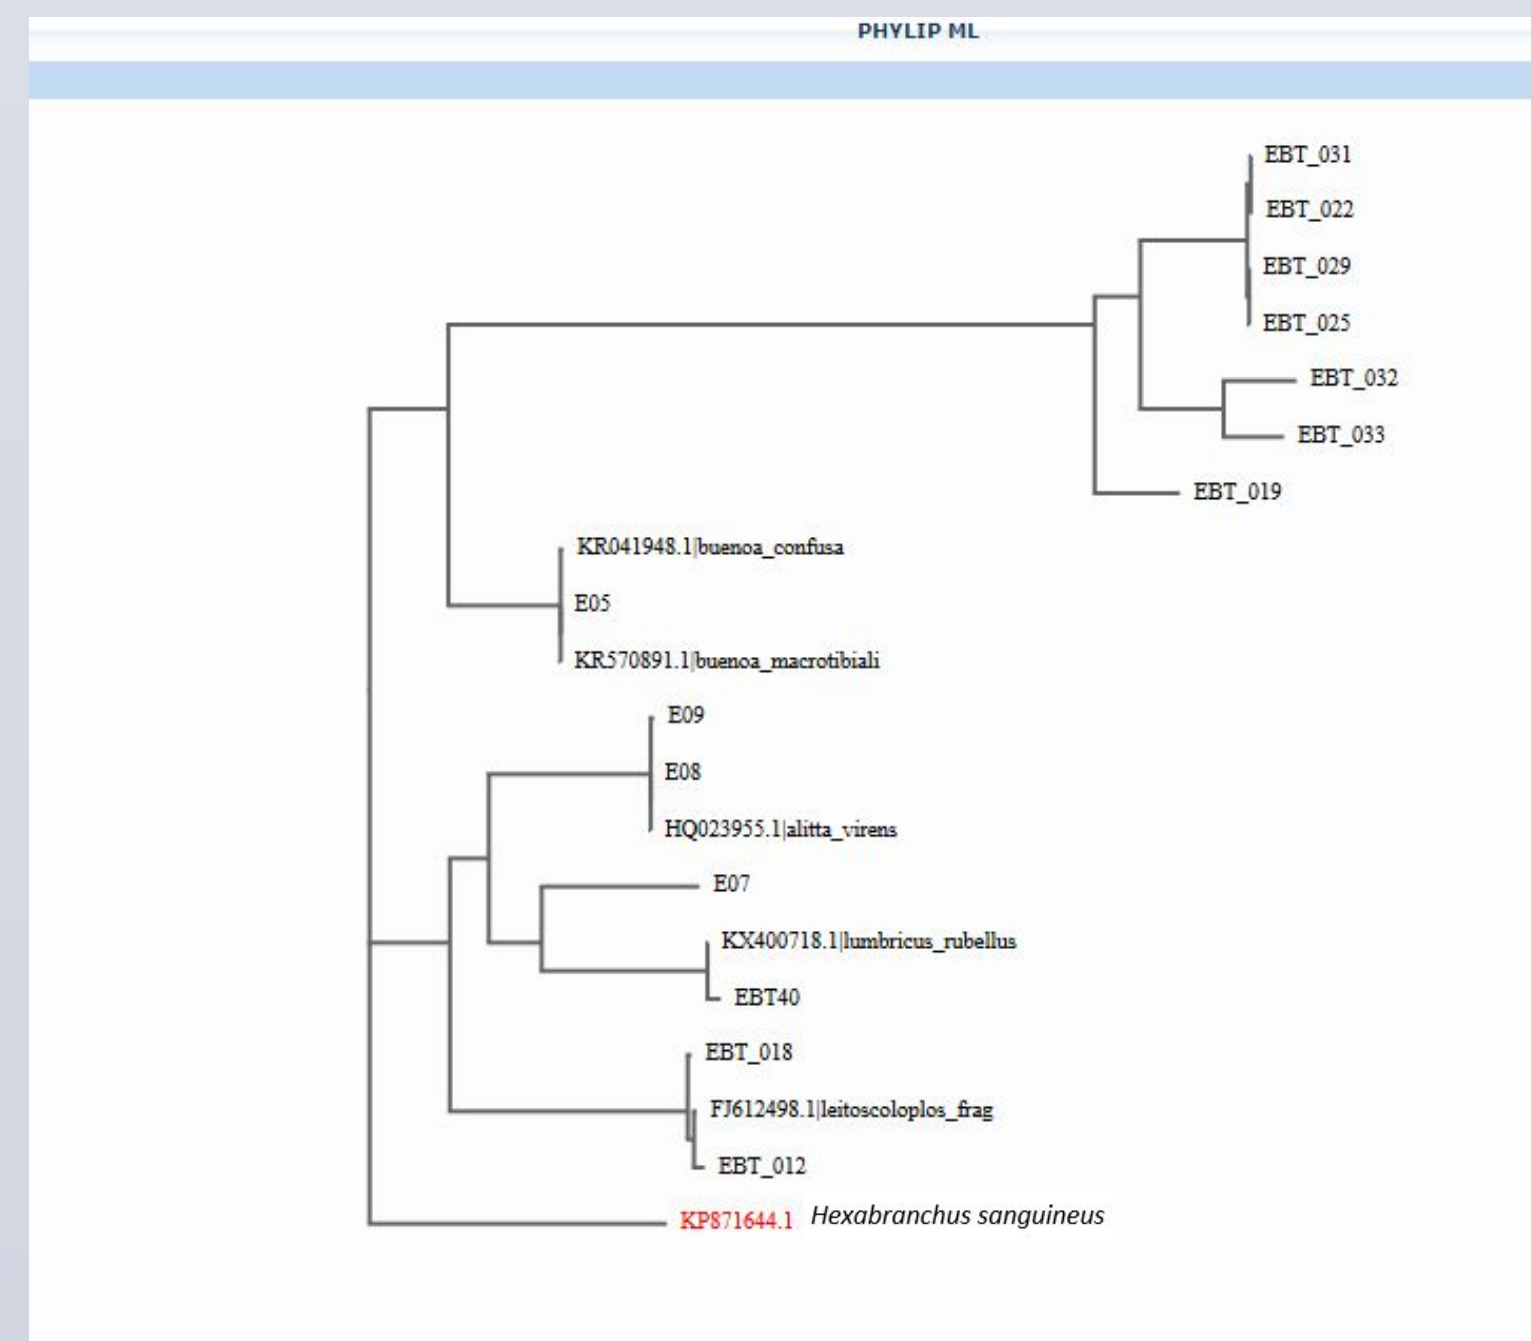 PHYLIP ML
EBT_031
EBT_022
EBT_029
EBT_025
EBT_032
EBT_033
EBT_019
KR041948.1|buenoa_confusa
E05
KR570891.1|buenoa_macrotibiali
E09
E08
HQ023955.1|alitta_virens
E07
KX400718.1|lumbricus_rubellus
EBT40
EBT_018
FJ612498.1|leitoscoloplos_frag
EBT_012
KP871644.1 Hexabranchus sanguineus